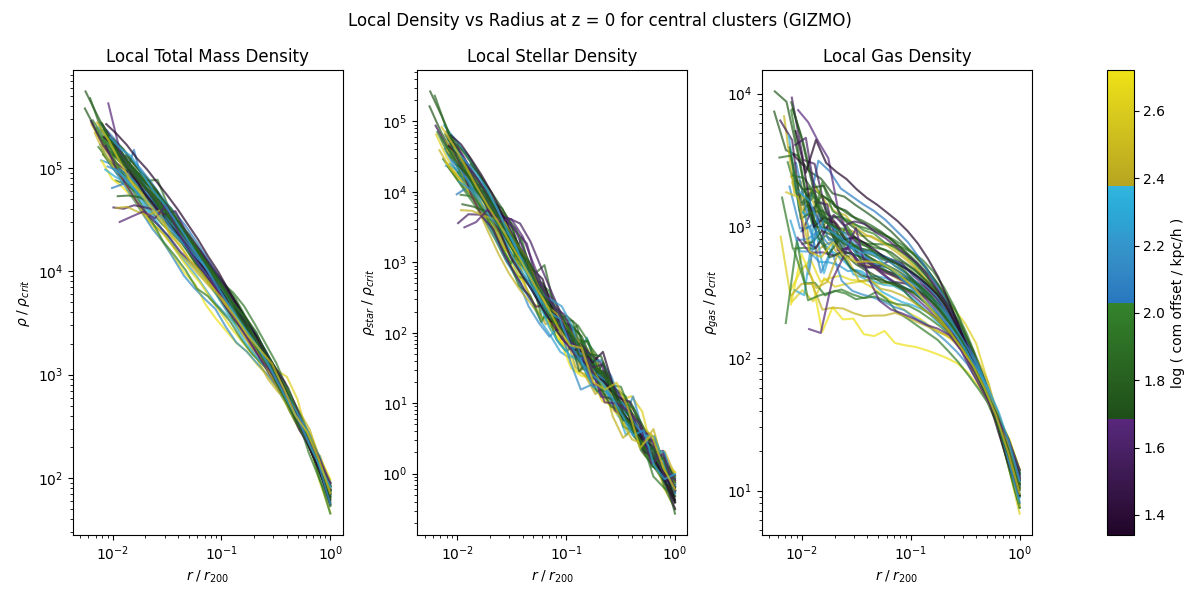 Local Density vs Radius at z = 0 for central clusters (GIZMO)
Local Total Mass Density
Local Stellar Density
Local Gas Density
ρ / ρ_crit
10^5
10^4
10^3
10^2
10^-2
10^-1
10^0
r / r_200
ρ_star / ρ_crit
10^5
10^4
10^3
10^2
10^1
10^0
10^-2
10^-1
10^0
r / r_200
ρ_gas / ρ_crit
10^4
10^3
10^2
10^1
10^-2
10^-1
10^0
r / r_200
2.6
2.4
2.2
2.0
1.8
1.6
1.4
log ( com offset / kpc/h )